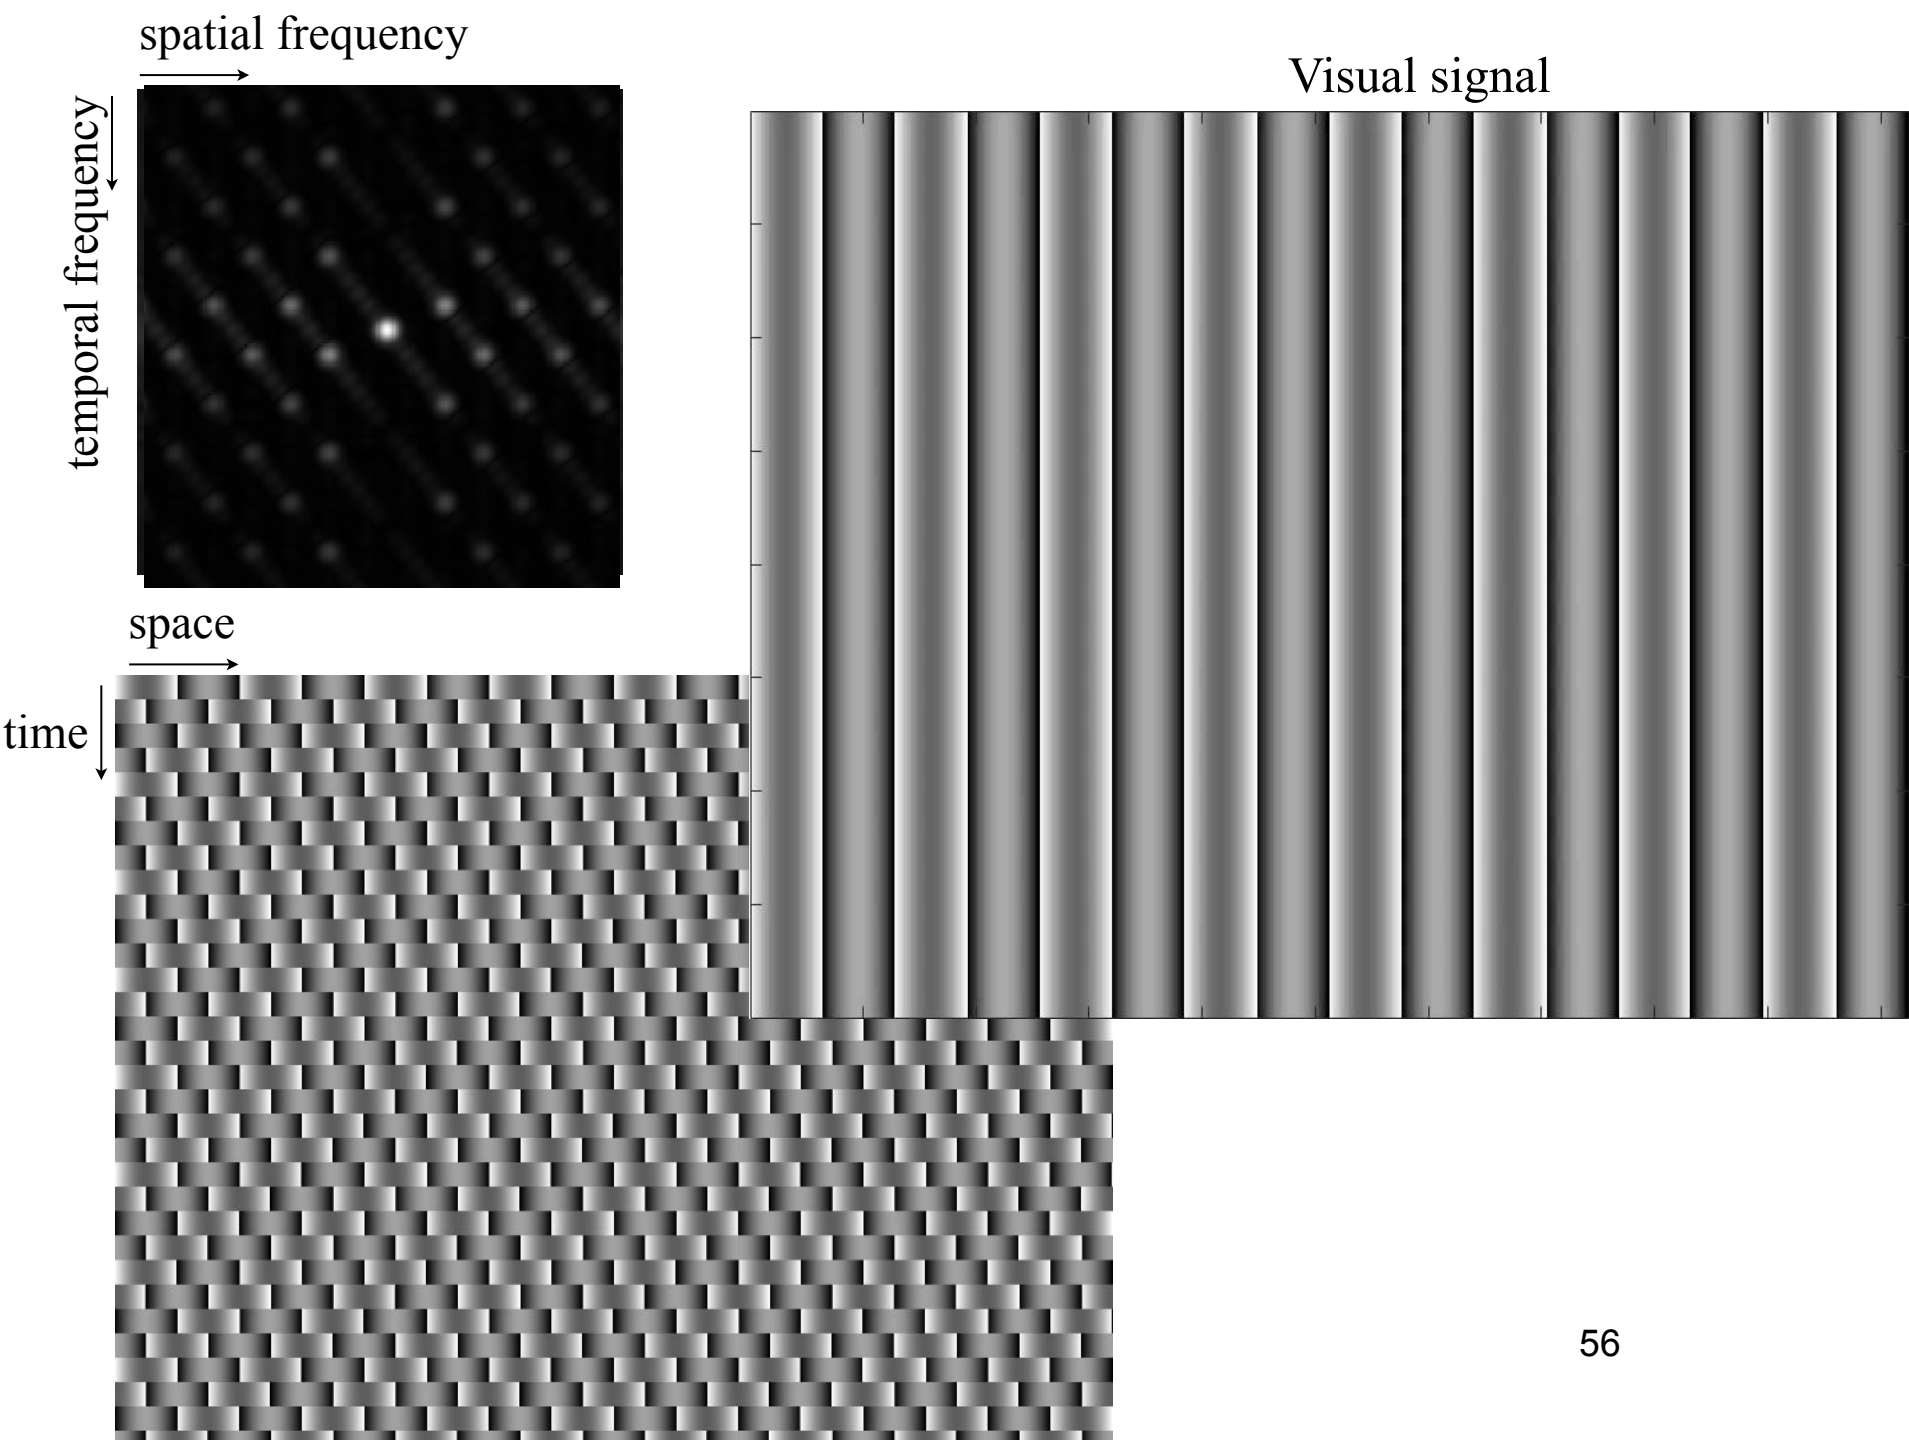 spatial frequency
Visual signal
temporal frequency
space
time
56